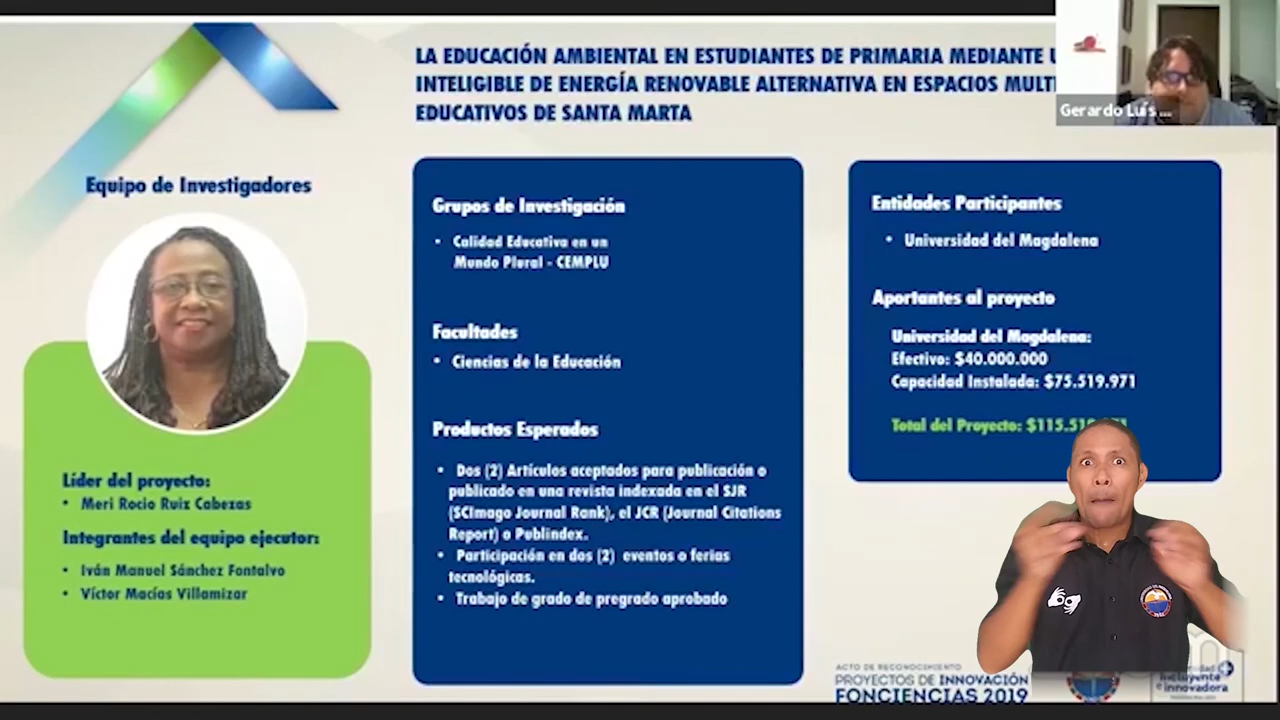 LA EDUCACIÓN AMBIENTAL EN ESTUDIANTES DE PRIMARIA MEDIANTE
INTELIGIBLE DE ENERGÍA RENOVABLE ALTERNATIVA EN ESPACIOS
EDUCATIVOS DE SANTA MARTA
Gerardo Luís ...
Equipo de Investigadores
Líder del proyecto:
• Meri Rocio Ruiz Cabezas
Integrantes del equipo ejecutor:
• Iván Manuel Sánchez Fontalvo
• Víctor Macías Villamizar
Grupos de Investigación
• Calidad Educativa en un
Mundo Plural - CEMPLU
Facultades
• Ciencias de la Educación
Productos Esperados
• Dos (2) Artículos aceptados para publicación o
publicado en una revista indexada en el SJR
(SCImago Journal Rank), el JCR (Journal Citations
Report) o Publindex.
• Participación en dos (2) eventos o ferias
tecnológicas.
• Trabajo de grado de pregrado aprobado
Entidades Participantes
• Universidad del Magdalena
Aportantes al proyecto
Universidad del Magdalena:
Efectivo: $40.000.000
Capacidad Instalada: $75.519.971
Total del Proyecto:
ACTO DE RECONOCIMIENTO
PROYECTOS DE INNOVACIÓN
FONCIENCIAS 2019
incluyente
e innovadora